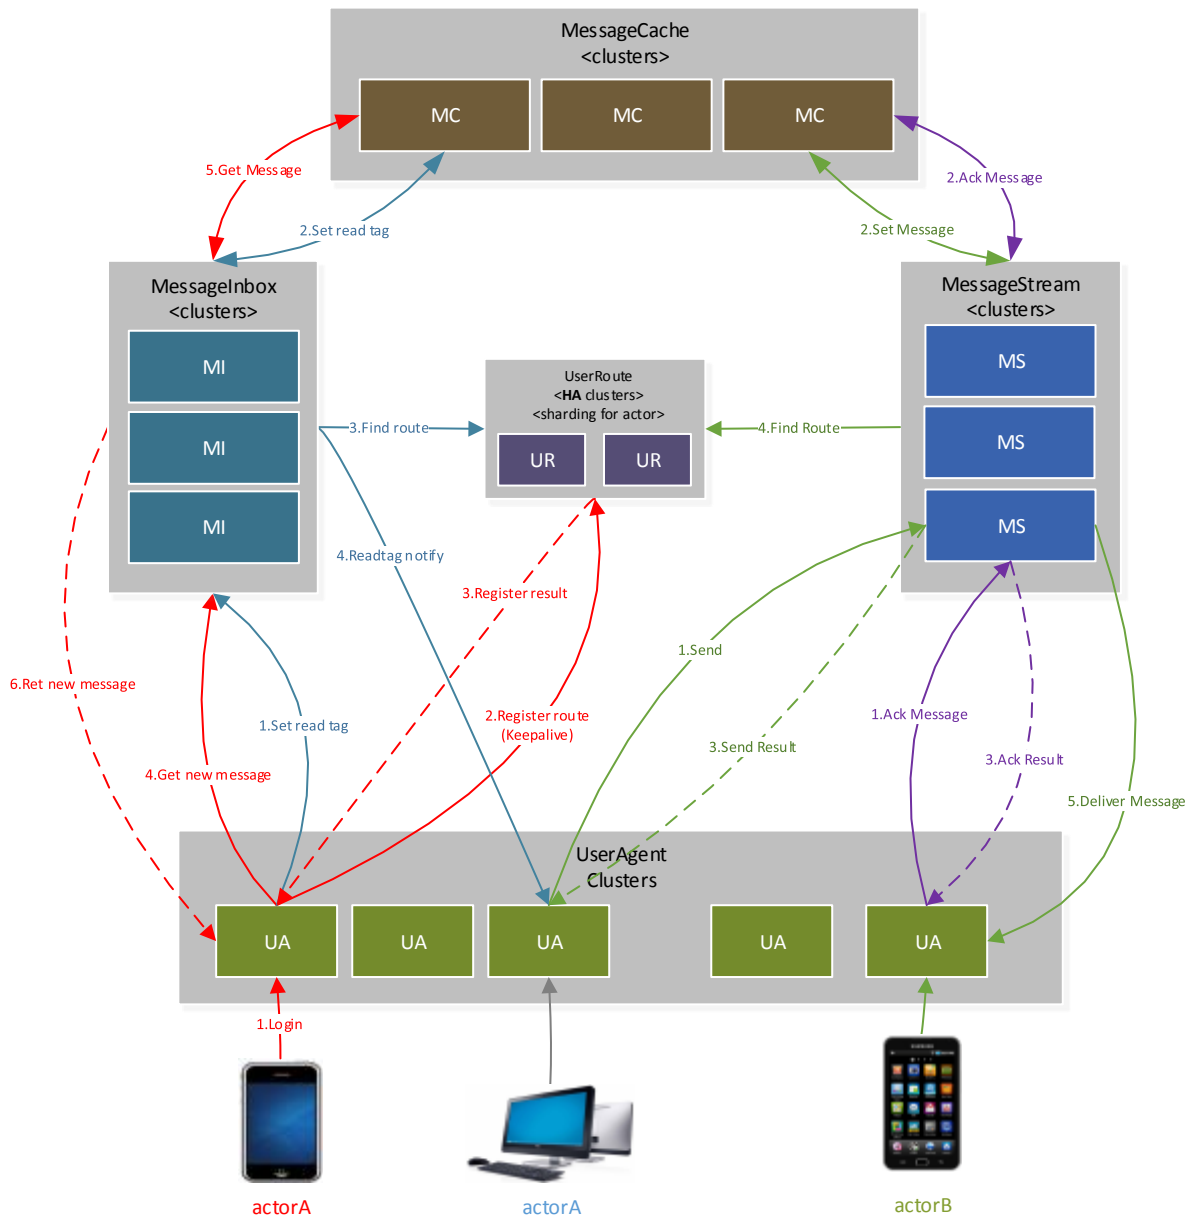 MessageCache
<clusters>
MC
MC
MC
5.Get Message
2.Set read tag
2.Ack Message
2.Set Message
MessageInbox
<clusters>
MI
MI
MI
MessageStream
<clusters>
MS
MS
MS
UserRoute
<HA clusters>
<sharding for actor>
UR
UR
3.Find route
4.Find Route
4.Readtag notify
3.Register result
1.Send
6.Ret new message
1.Set read tag
2.Register route
(Keepalive)
1.Ack Message
3.Send Result
3.Ack Result
4.Get new message
5.Deliver Message
UserAgent
Clusters
UA
UA
UA
UA
UA
1.Login
actorA
actorA
actorB